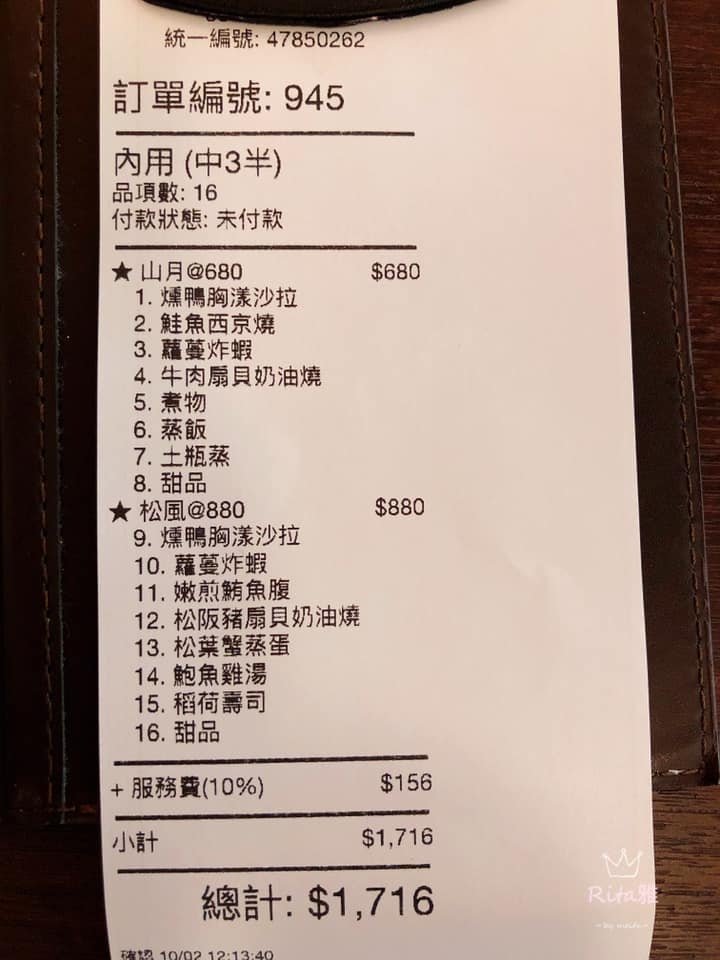 統一編號: 47850262
訂單編號: 945
內用 (中3半)
品項數: 16
付款狀態: 未付款
★ 山月@680 $680
1. 燻鴨胸漾沙拉
2. 鮭魚西京燒
3. 蘿蔓炸蝦
4. 牛肉扇貝奶油燒
5. 煮物
6. 蒸飯
7. 土瓶蒸
8. 甜品
★ 松風@880 $880
9. 燻鴨胸漾沙拉
10. 蘿蔓炸蝦
11. 嫩煎鮪魚腹
12. 松阪豬扇貝奶油燒
13. 松葉蟹蒸蛋
14. 鮑魚雞湯
15. 稻荷壽司
16. 甜品
+ 服務費(10%) $156
小計 $1,716
總計: $1,716
確認 10/02 12:13:40
Rita雅